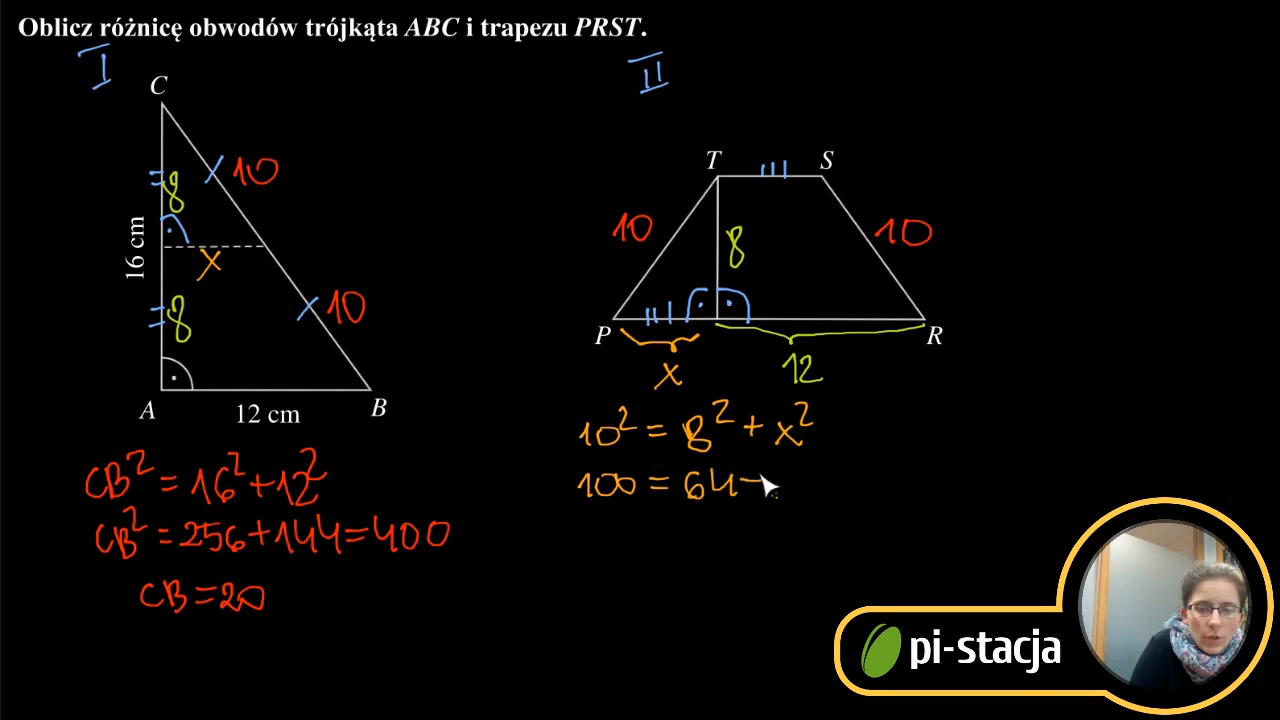 Oblicz różnicę obwodów trójkąta ABC i trapezu PRST.
I
II
C
10
8
16 cm
X
8
10
A
12 cm
B
CB² = 16² + 12²
CB² = 256 + 144 = 400
CB = 20
T
S
10
8
10
P
R
x
12
10² = 8² + x²
100 = 64
pi-stacja